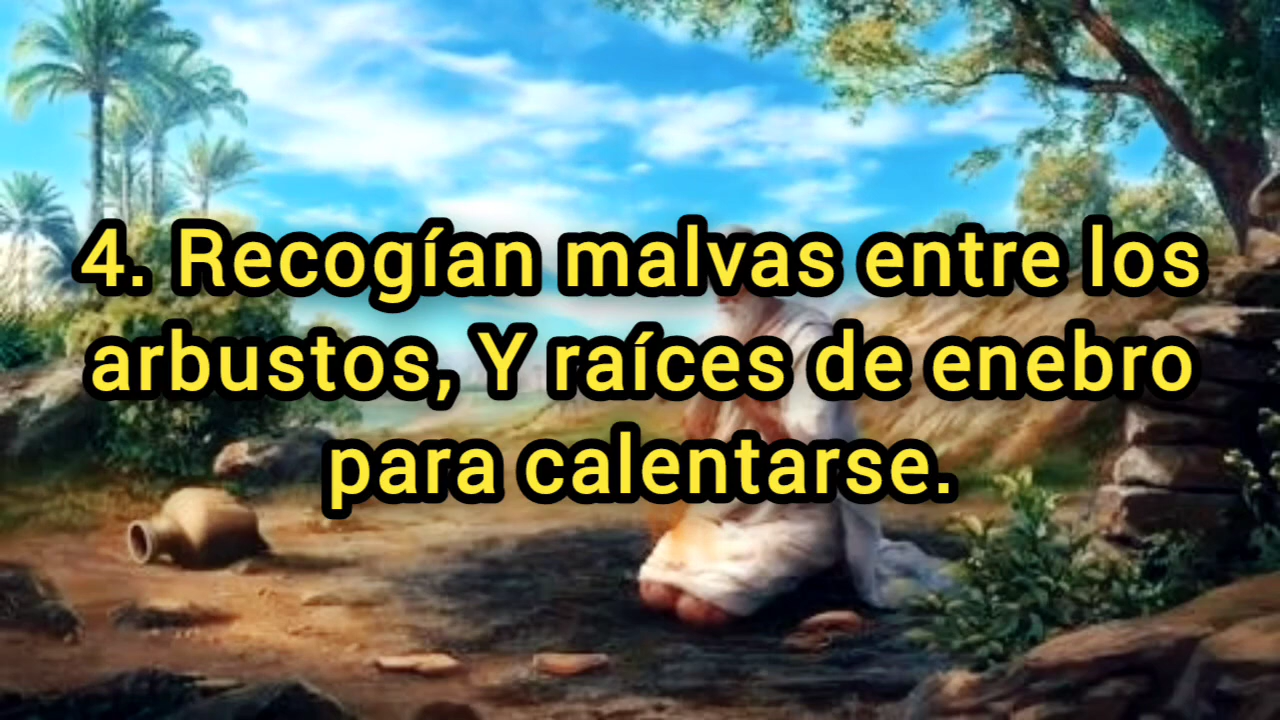 4. Recogían malvas entre los
arbustos, Y raíces de enebro
para calentarse.